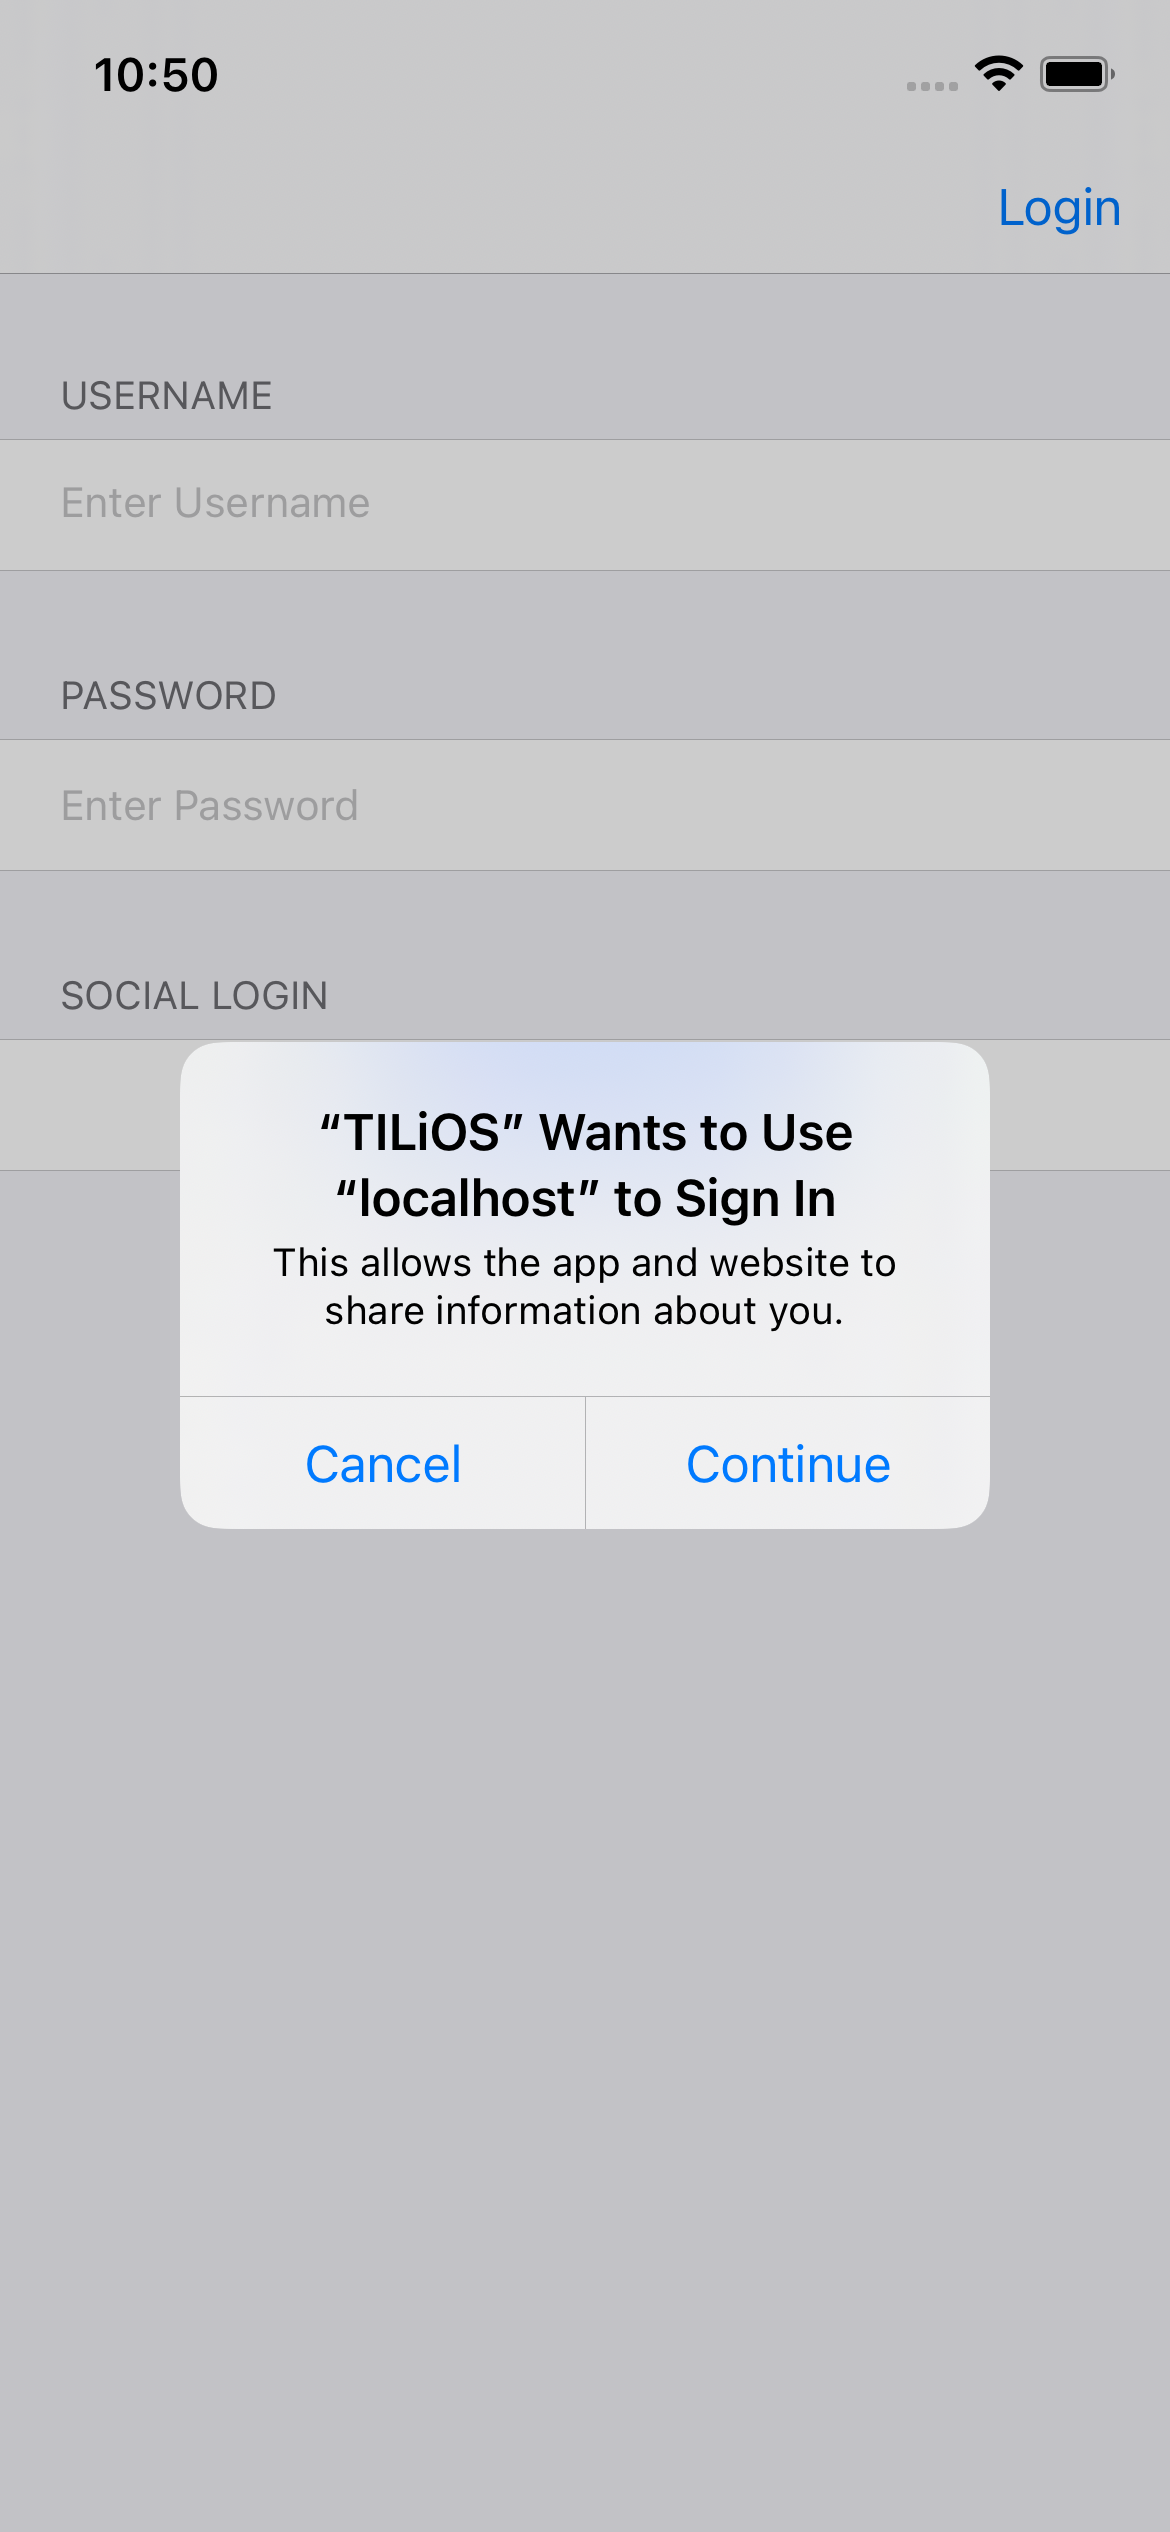 10:50
Login
USERNAME
Enter Username
PASSWORD
Enter Password
SOCIAL LOGIN
“TILiOS” Wants to Use
“localhost” to Sign In
This allows the app and website to
share information about you.
Cancel
Continue